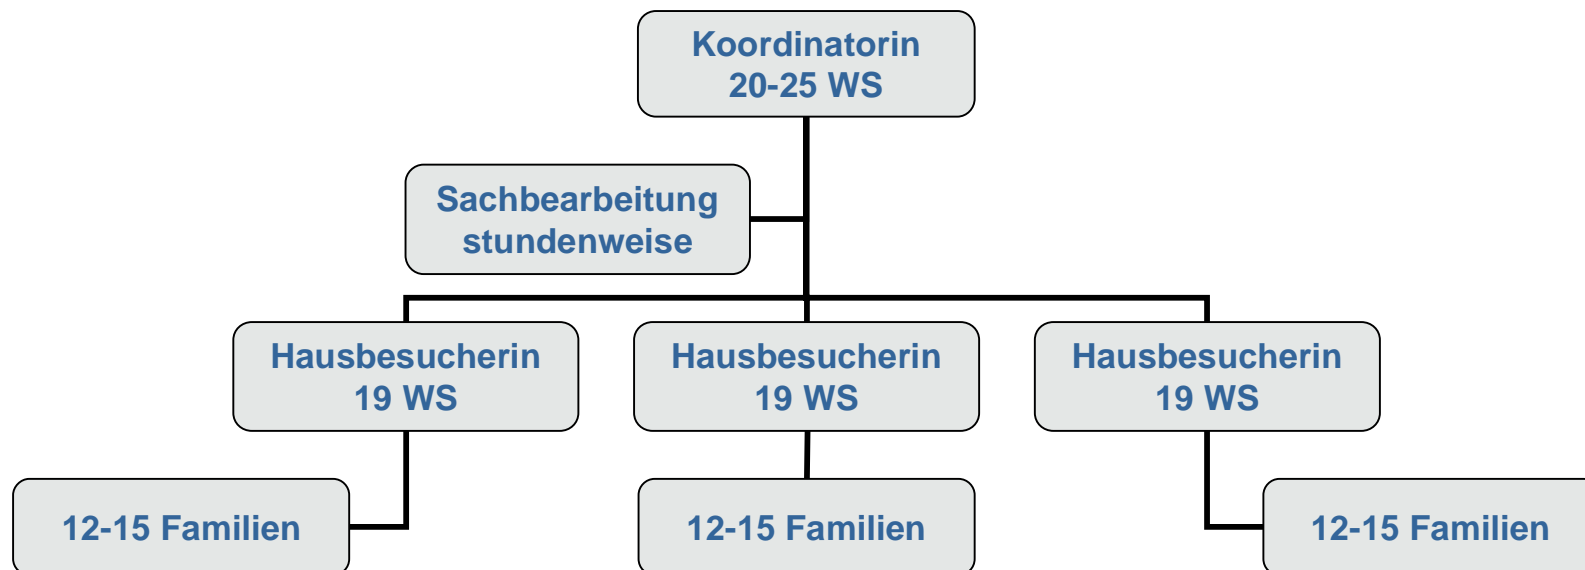 Koordinatorin
20-25 WS
Sachbearbeitung
stundenweise
Hausbesucherin
19 WS
Hausbesucherin
19 WS
Hausbesucherin
19 WS
12-15 Familien
12-15 Familien
12-15 Familien